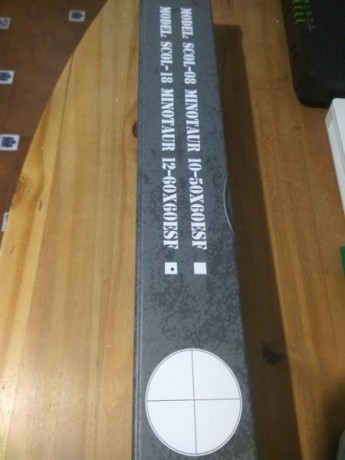 MODEL SCOL-08 MINOTAUR 10-50X60ESF
MODEL SCOL-18 MINOTAUR 12-60X60ESF